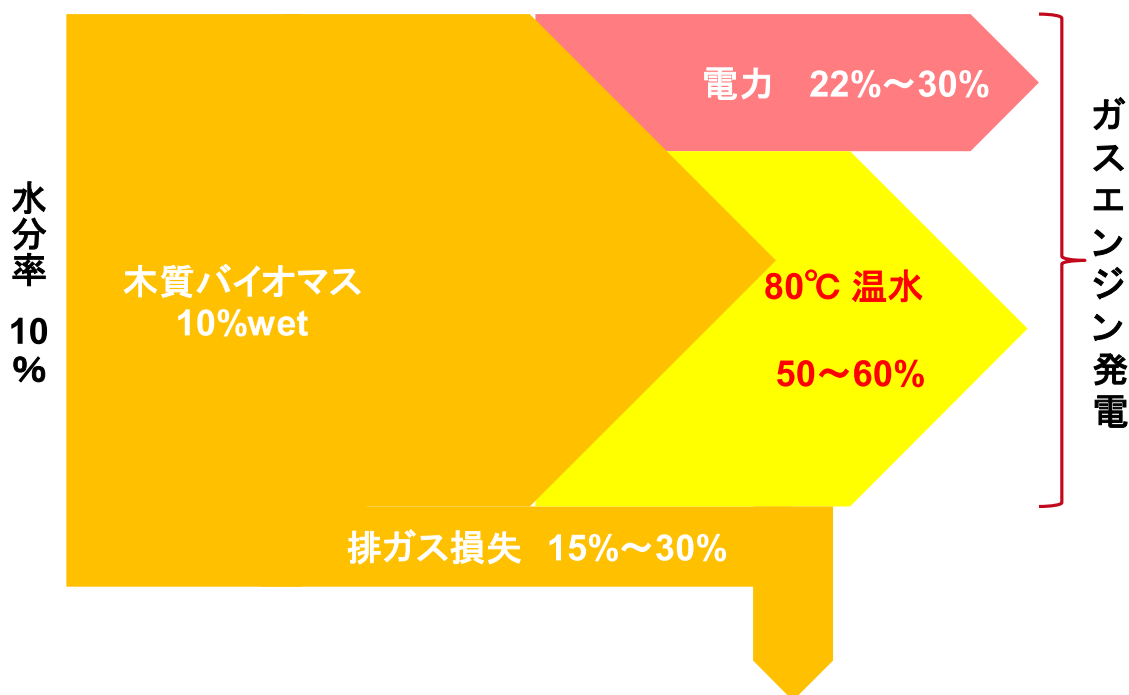 水分率 10%
木質バイオマス
10%wet
電力 22%～30%
80℃ 温水
50～60%
排ガス損失 15%～30%
ガスエンジン発電